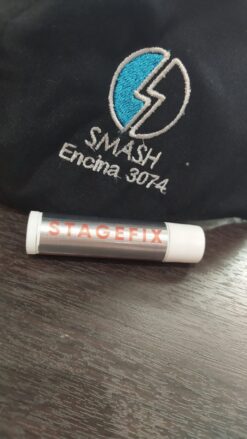 SMASH
Encina 3074
STAGEFIX